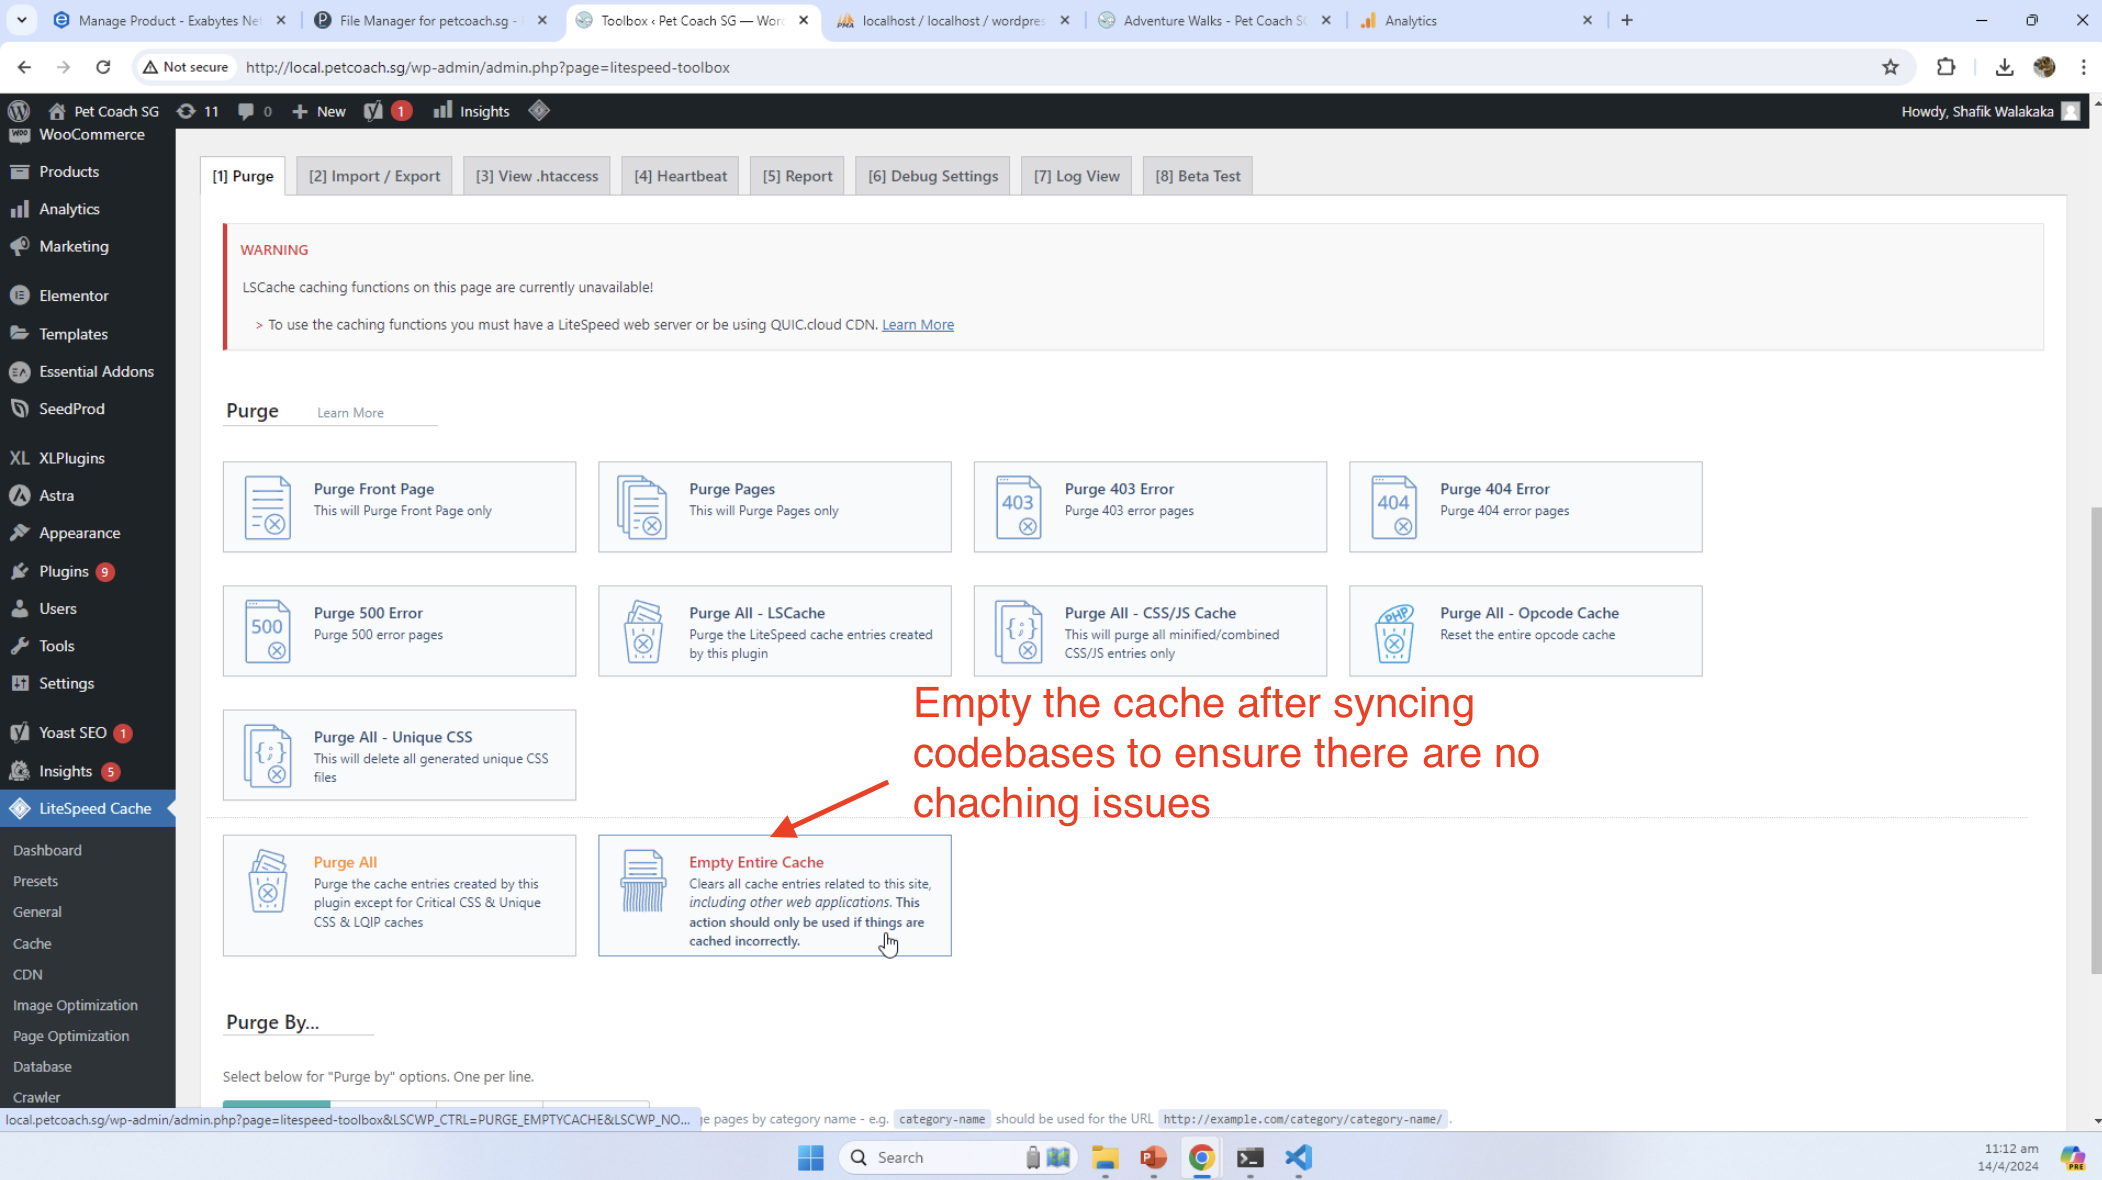 Manage Product - Exabytes Net
File Manager for petcoach.sg -
Toolbox ‹ Pet Coach SG — Wor
localhost / localhost / wordpres
Adventure Walks - Pet Coach SG
Analytics
Not secure
http://local.petcoach.sg/wp-admin/admin.php?page=litespeed-toolbox
Pet Coach SG
11
0
New
1
Insights
Howdy, Shafik Walakaka
WooCommerce
Products
Analytics
Marketing
Elementor
Templates
Essential Addons
SeedProd
XL XLPlugins
Astra
Appearance
Plugins 9
Users
Tools
Settings
Yoast SEO 1
Insights 5
LiteSpeed Cache
Dashboard
Presets
General
Cache
CDN
Image Optimization
Page Optimization
Database
Crawler
[1] Purge
[2] Import / Export
[3] View .htaccess
[4] Heartbeat
[5] Report
[6] Debug Settings
[7] Log View
[8] Beta Test
WARNING
LSCache caching functions on this page are currently unavailable!
> To use the caching functions you must have a LiteSpeed web server or be using QUIC.cloud CDN. Learn More
Purge
Learn More
Purge Front Page
This will Purge Front Page only
Purge Pages
This will Purge Pages only
403
Purge 403 Error
Purge 403 error pages
404
Purge 404 Error
Purge 404 error pages
500
Purge 500 Error
Purge 500 error pages
Purge All - LSCache
Purge the LiteSpeed cache entries created
by this plugin
{;}
Purge All - CSS/JS Cache
This will purge all minified/combined
CSS/JS entries only
PHP
Purge All - Opcode Cache
Reset the entire opcode cache
{;}
Purge All - Unique CSS
This will delete all generated unique CSS
files
Empty the cache after syncing
codebases to ensure there are no
chaching issues
Purge All
Purge the cache entries created by this
plugin except for Critical CSS & Unique
CSS & LQIP caches
Empty Entire Cache
Clears all cache entries related to this site,
including other web applications. This
action should only be used if things are
cached incorrectly.
Purge By...
Select below for "Purge by" options. One per line.
local.petcoach.sg/wp-admin/admin.php?page=litespeed-toolbox&LSCWP_CTRL=PURGE_EMPTYCACHE&LSCWP_NO...
pages by category name - e.g. category-name should be used for the URL http://example.com/category/category-name/ .
Search
11:12 am
14/4/2024
PRE